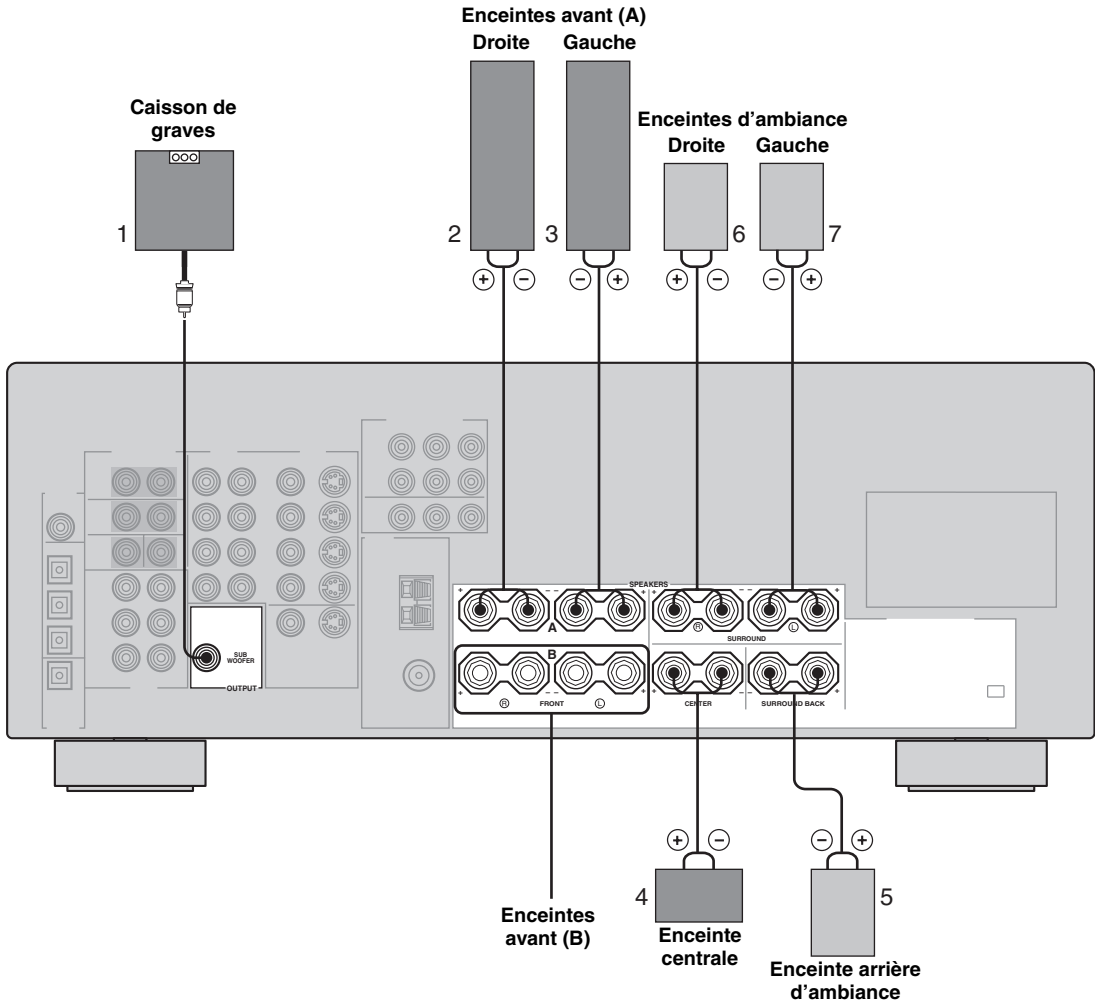 Enceintes avant (A)
Droite Gauche
Caisson de
graves
Enceintes d'ambiance
Droite Gauche
1
2
3
6
7
+ − − + + − − +
SPEAKERS
A
R L
SURROUND
B
SUB
WOOFER
OUTPUT
R FRONT L
CENTER
SURROUND BACK
+ − − +
4
5
Enceintes
avant (B)
Enceinte
centrale
Enceinte arrière
d'ambiance